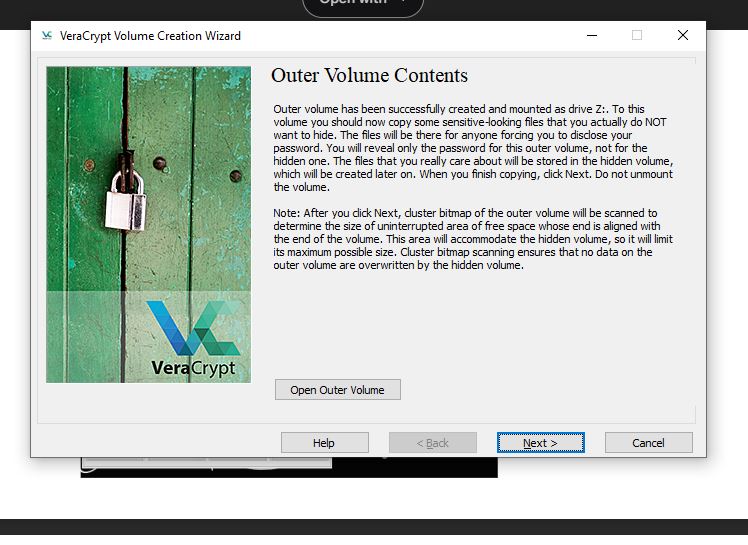 Open with
VeraCrypt Volume Creation Wizard
Outer Volume Contents
Outer volume has been successfully created and mounted as drive Z:. To this
volume you should now copy some sensitive-looking files that you actually do NOT
want to hide. The files will be there for anyone forcing you to disclose your
password. You will reveal only the password for this outer volume, not for the
hidden one. The files that you really care about will be stored in the hidden volume,
which will be created later on. When you finish copying, click Next. Do not unmount
the volume.
Note: After you click Next, cluster bitmap of the outer volume will be scanned to
determine the size of uninterrupted area of free space whose end is aligned with
the end of the volume. This area will accommodate the hidden volume, so it will limit
its maximum possible size. Cluster bitmap scanning ensures that no data on the
outer volume are overwritten by the hidden volume.
VeraCrypt
Open Outer Volume
Help
< Back
Next >
Cancel